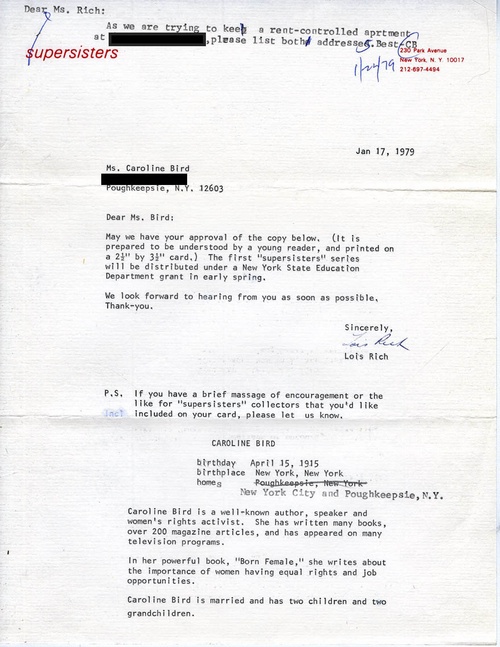 Dear Ms. Rich:
As we are trying to keep a rent-controlled aprtment
at ,please list both addresses. Best-CB
supersisters
230 Park Avenue
New York, N. Y. 10017
212-697-4494
1/22/79
Jan 17, 1979
Ms. Caroline Bird
Poughkeepsie, N.Y. 12603
Dear Ms. Bird:
May we have your approval of the copy below. (It is
prepared to be understood by a young reader, and printed on
a 2½" by 3½" card.) The first "supersisters" series
will be distributed under a New York State Education
Department grant in early spring.
We look forward to hearing from you as soon as possible.
Thank-you.
Sincerely,
Lois Rich
Lois Rich
P.S. If you have a brief massage of encouragement or the
like for "supersisters" collectors that you'd like
incl included on your card, please let us know.
CAROLINE BIRD
birthday April 15, 1915
birthplace New York, New York
homes Poughkeepsie, New York
New York City and Poughkeepsie, N.Y.
Caroline Bird is a well-known author, speaker and
women's rights activist. She has written many books,
over 200 magazine articles, and has appeared on many
television programs.
In her powerful book, "Born Female," she writes about
the importance of women having equal rights and job
opportunities.
Caroline Bird is married and has two children and two
grandchildren.